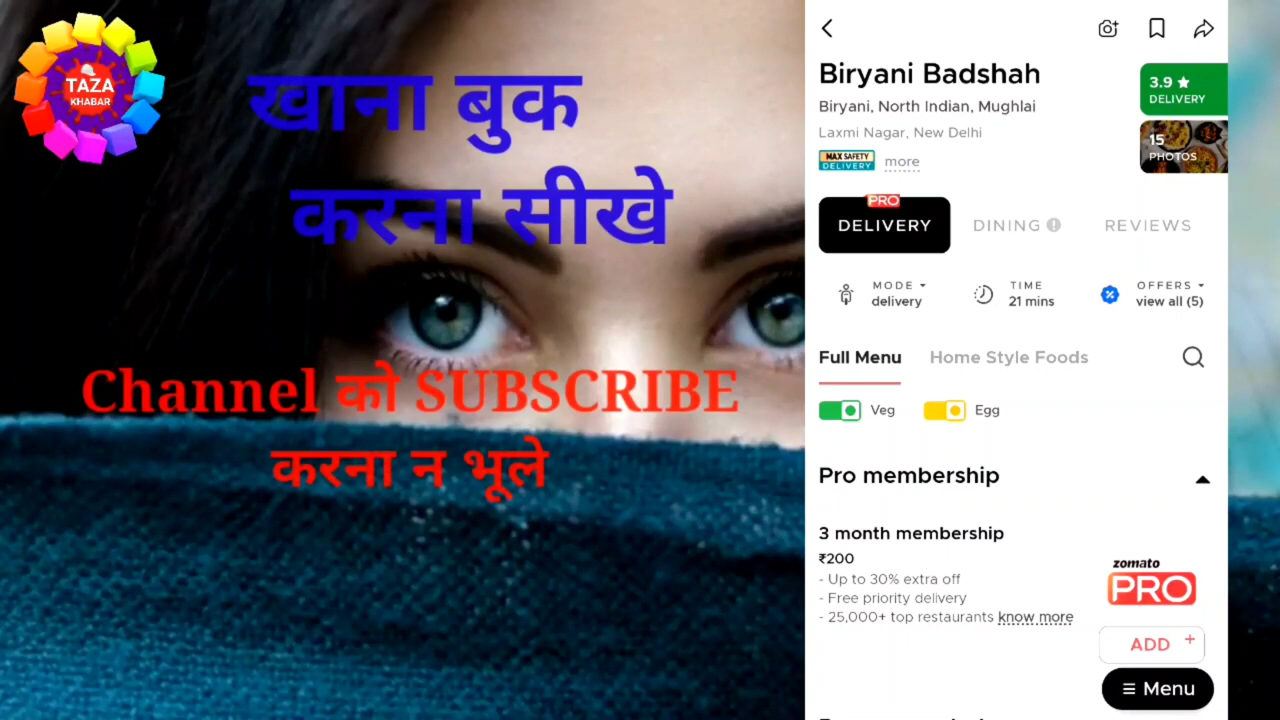 TAZA
KHABAR
खाना बुक
करना सीखे
Channel को SUBSCRIBE
करना न भूले
Biryani Badshah
Biryani, North Indian, Mughlai
Laxmi Nagar, New Delhi
MAX SAFETY
DELIVERY
more
3.9 ★
DELIVERY
15
PHOTOS
PRO
DELIVERY
DINING
REVIEWS
MODE
delivery
TIME
21 mins
OFFERS
view all (5)
Full Menu
Home Style Foods
Veg
Egg
Pro membership
3 month membership
₹200
- Up to 30% extra off
- Free priority delivery
- 25,000+ top restaurants know more
zomato
PRO
ADD +
Menu